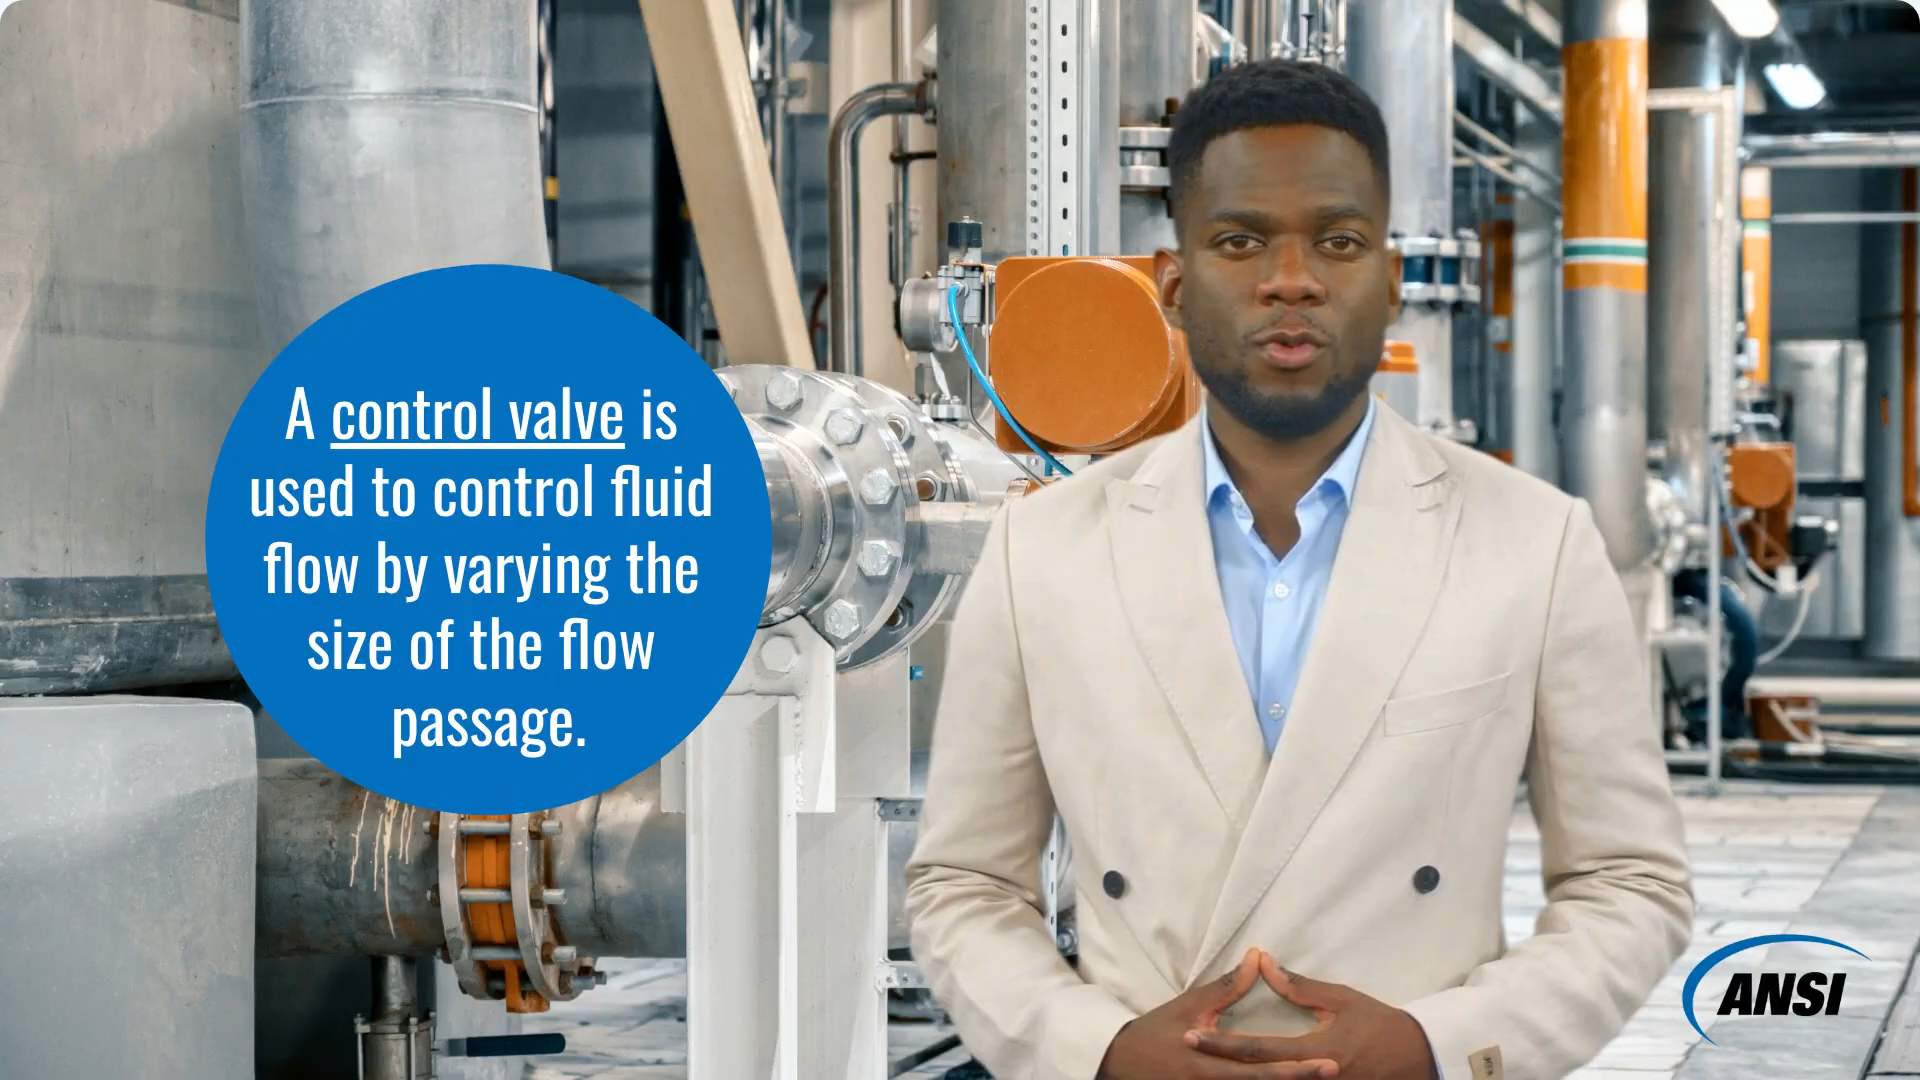 A control valve is
used to control fluid
flow by varying the
size of the flow
passage.
ANSI